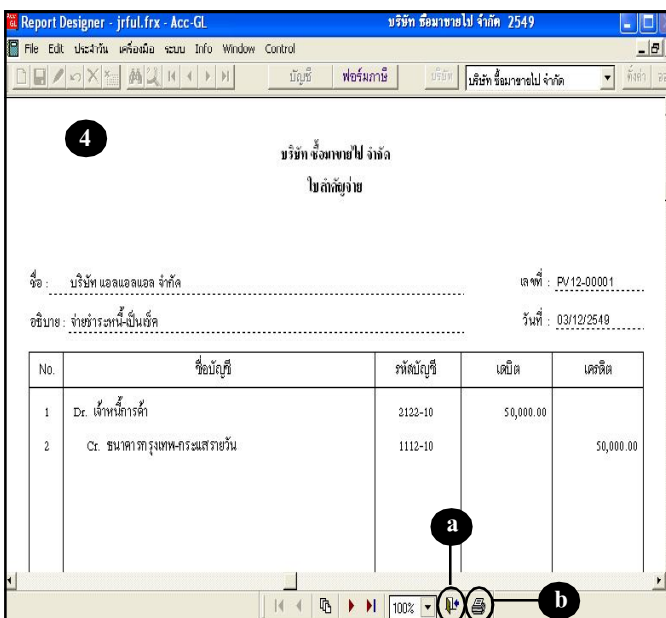 Report Designer - jrful.frx - Acc-GL บริษัท ซื้อมาขายไป จำกัด 2549
File Edit ประจำวัน เครื่องมือ ระบบ Info Window Control
บัญชี ฟอร์มภาษี บริษัท บริษัท ซื้อมาขายไป จำกัด ตั้งค่า
4
บริษัท ซื้อมาขายไป จำกัด
ใบสำคัญจ่าย
ชื่อ : บริษัท แอลแอลแอล จำกัด เลขที่ : PV12-00001
อธิบาย : จ่ายชำระหนี้-เป็นเช็ค วันที่ : 03/12/2549
No. ชื่อบัญชี รหัสบัญชี เดบิต เครดิต
1 Dr. เจ้าหนี้การค้า 2122-10 50,000.00
2 Cr. ธนาคารกรุงเทพ-กระแสรายวัน 1112-10 50,000.00
a
100%
b